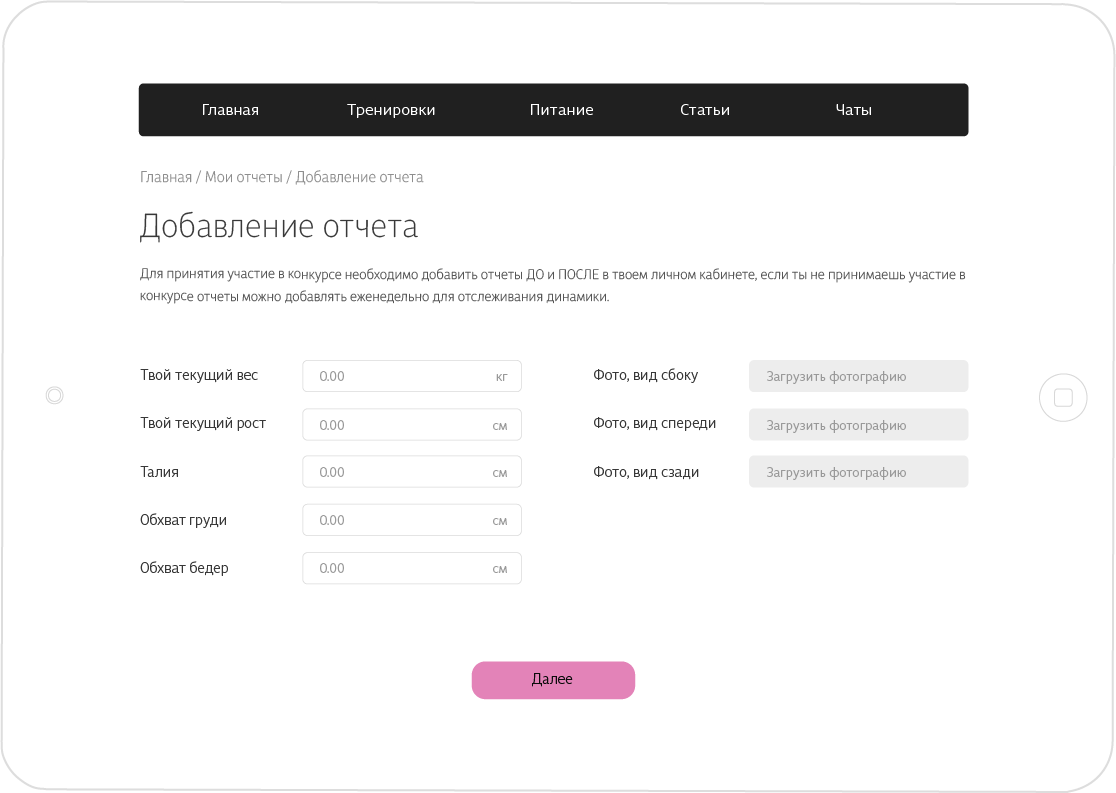 Главная Тренировки Питание Статьи Чаты
Главная / Мои отчеты / Добавление отчета
Добавление отчета
Для принятия участие в конкурсе необходимо добавить отчеты ДО и ПОСЛЕ в твоем личном кабинете, если ты не принимаешь участие в
конкурсе отчеты можно добавлять еженедельно для отслеживания динамики.
Твой текущий вес 0.00 кг
Твой текущий рост 0.00 см
Талия 0.00 см
Обхват груди 0.00 см
Обхват бедер 0.00 см
Фото, вид сбоку Загрузить фотографию
Фото, вид спереди Загрузить фотографию
Фото, вид сзади Загрузить фотографию
Далее